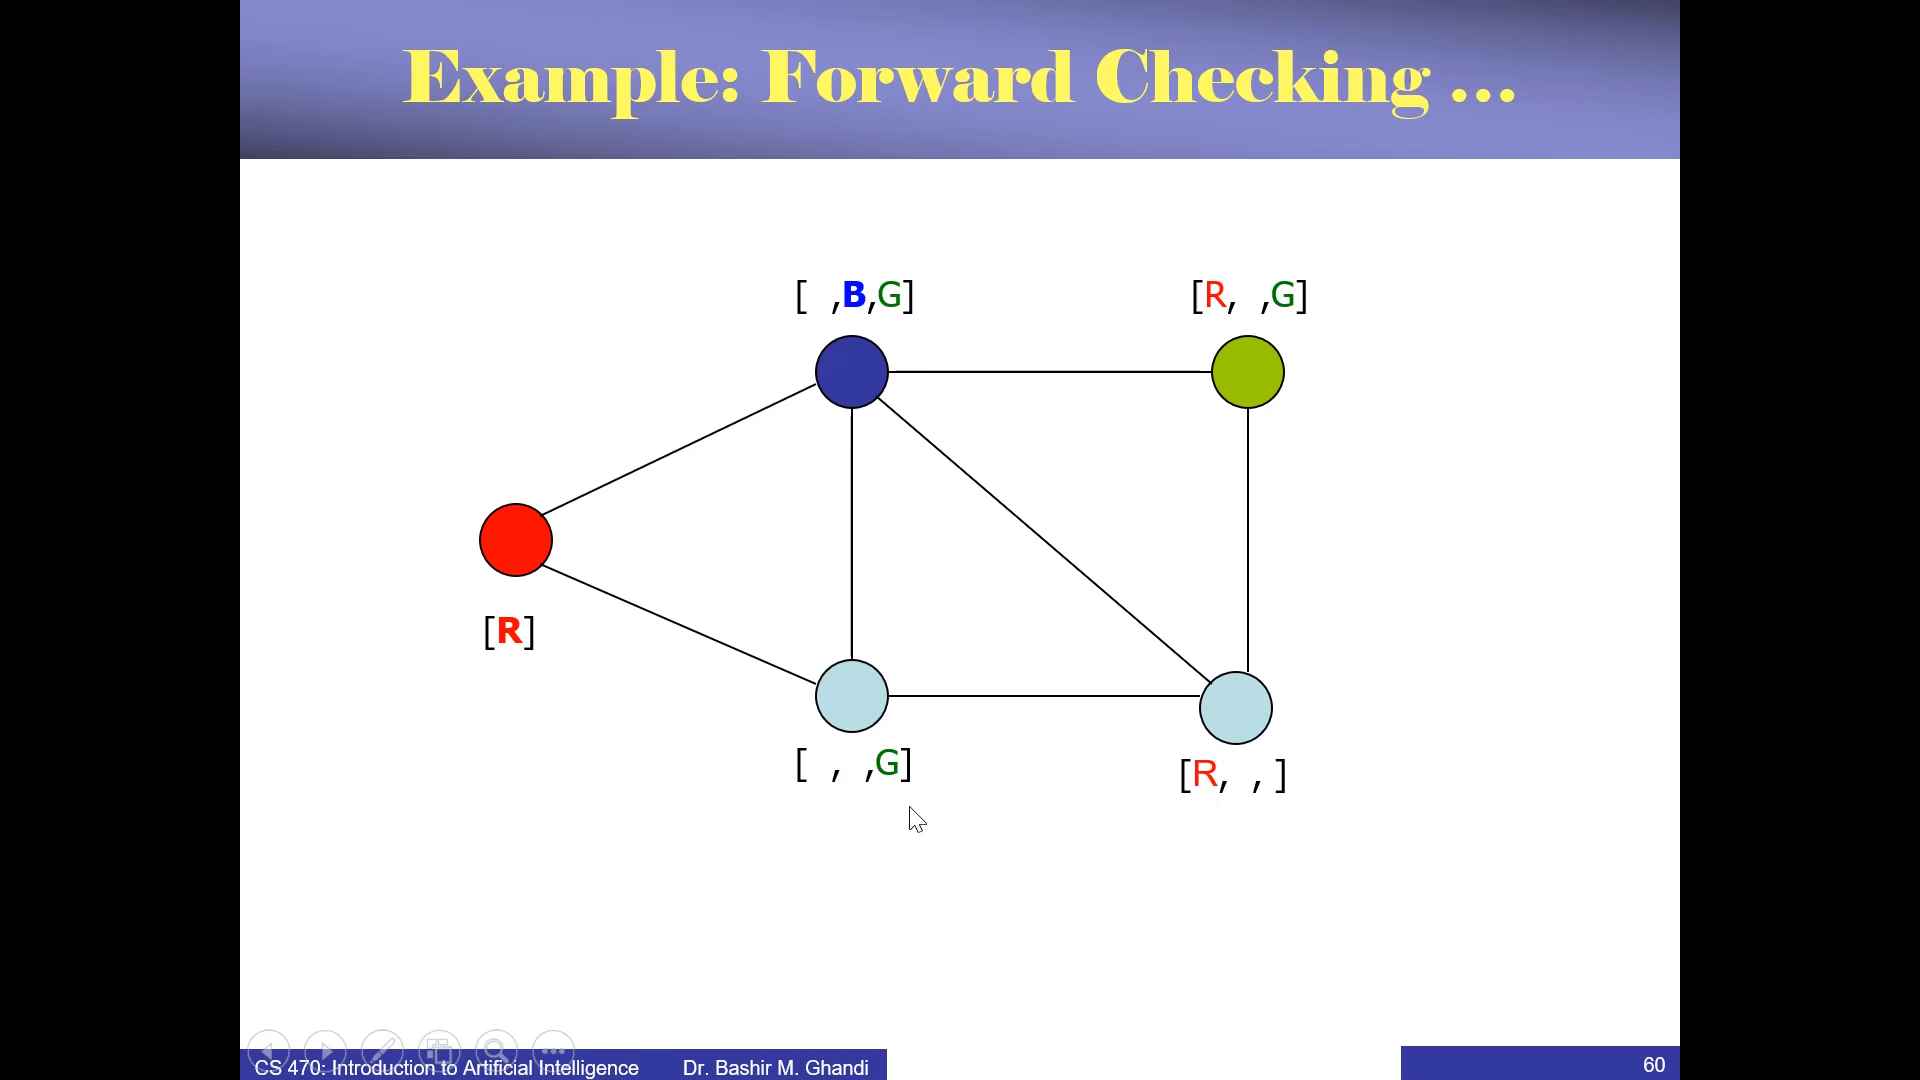 Example: Forward Checking ...
[ ,B,G]
[R, ,G]
[R]
[ , ,G]
[R, , ]
CS 470: Introduction to Artificial Intelligence
Dr. Bashir M. Ghandi
60